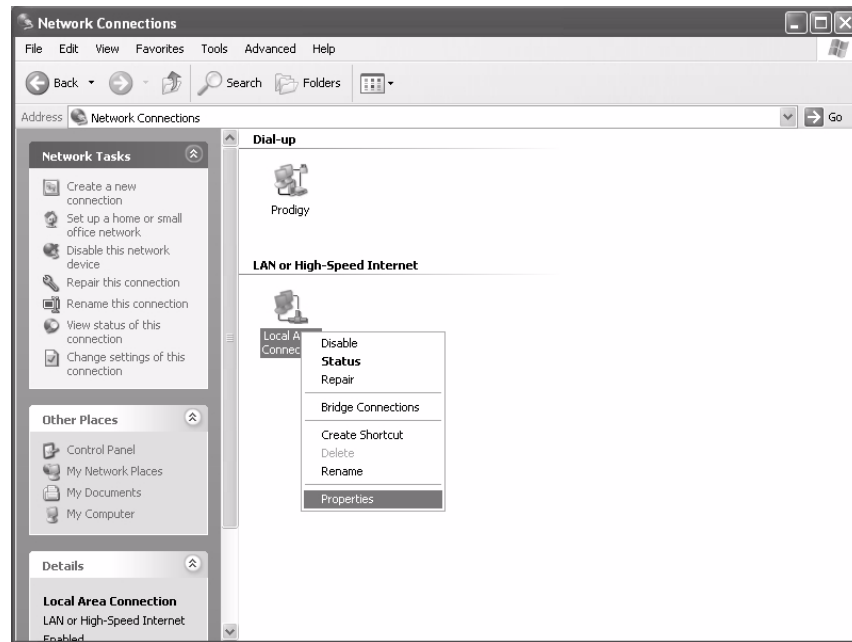 Network Connections
File Edit View Favorites Tools Advanced Help
Back Search Folders
Address Network Connections Go
Network Tasks
Create a new
connection
Set up a home or small
office network
Disable this network
device
Repair this connection
Rename this connection
View status of this
connection
Change settings of this
connection
Other Places
Control Panel
My Network Places
My Documents
My Computer
Details
Local Area Connection
LAN or High-Speed Internet
Enabled
Dial-up
Prodigy
LAN or High-Speed Internet
Local A
Connec
Disable
Status
Repair
Bridge Connections
Create Shortcut
Delete
Rename
Properties